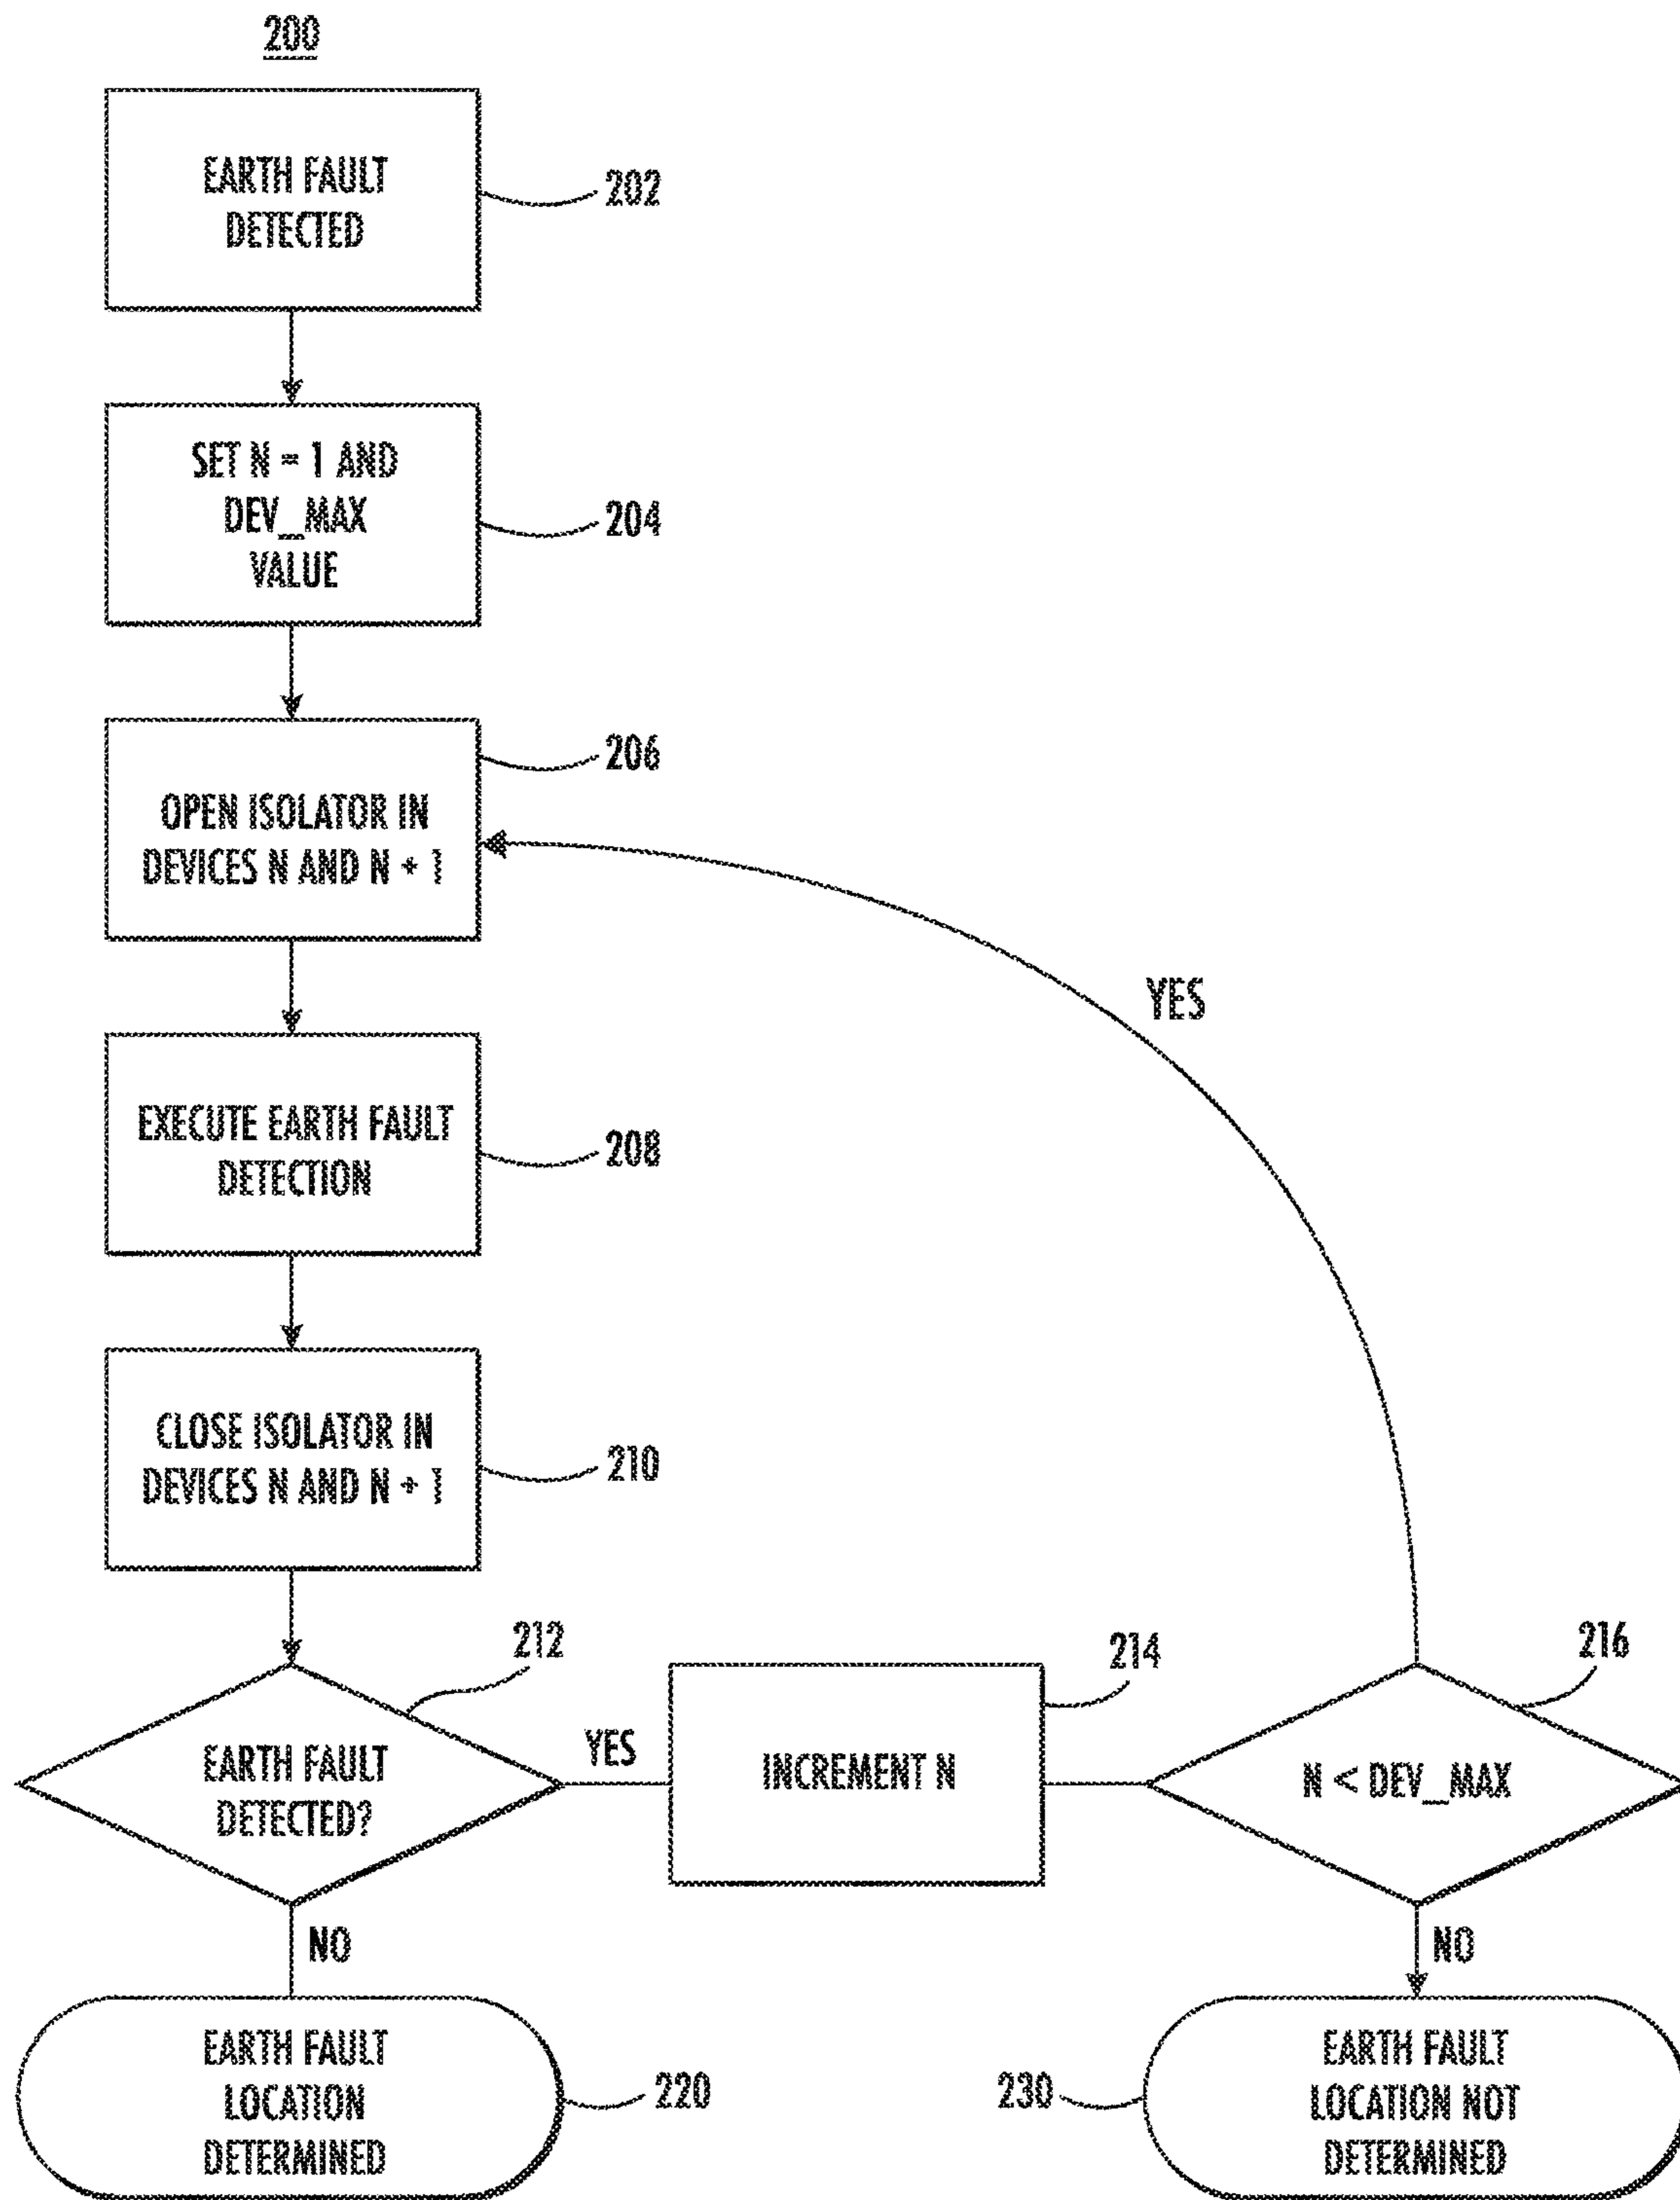 200
EARTH FAULT
DETECTED
202
SET N = 1 AND
DEV_MAX
VALUE
204
206
OPEN ISOLATOR IN
DEVICES N AND N + 1
YES
EXECUTE EARTH FAULT
DETECTION
208
CLOSE ISOLATOR IN
DEVICES N AND N + 1
210
212
214
216
EARTH FAULT
DETECTED?
YES
INCREMENT N
N < DEV_MAX
NO
NO
EARTH FAULT
LOCATION
DETERMINED
220
230
EARTH FAULT
LOCATION NOT
DETERMINED